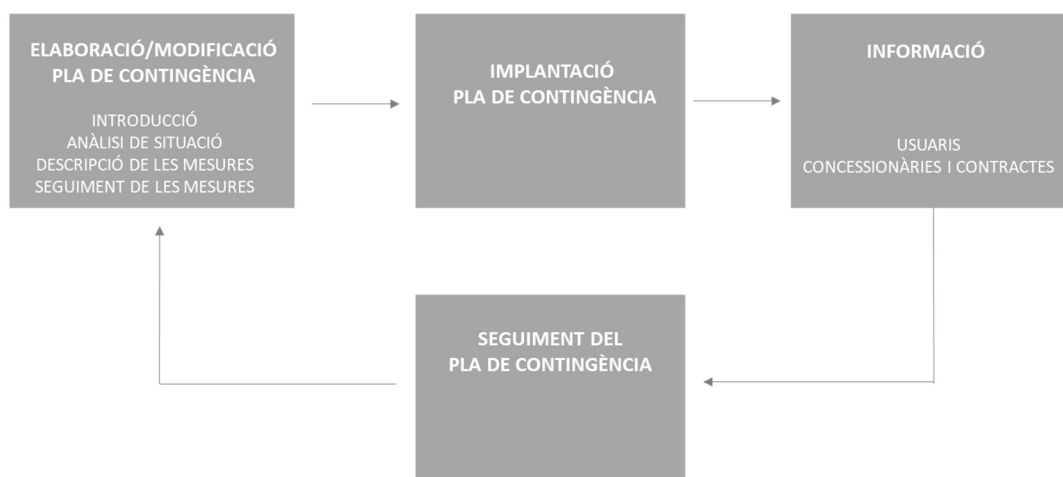 ELABORACIÓ/MODIFICACIÓ
PLA DE CONTINGÈNCIA
INTRODUCCIÓ
ANÀLISI DE SITUACIÓ
DESCRIPCIÓ DE LES MESURES
SEGUIMENT DE LES MESURES
IMPLANTACIÓ
PLA DE CONTINGÈNCIA
INFORMACIÓ
USUARIS
CONCESSIONÀRIES I CONTRACTES
SEGUIMENT DEL
PLA DE CONTINGÈNCIA